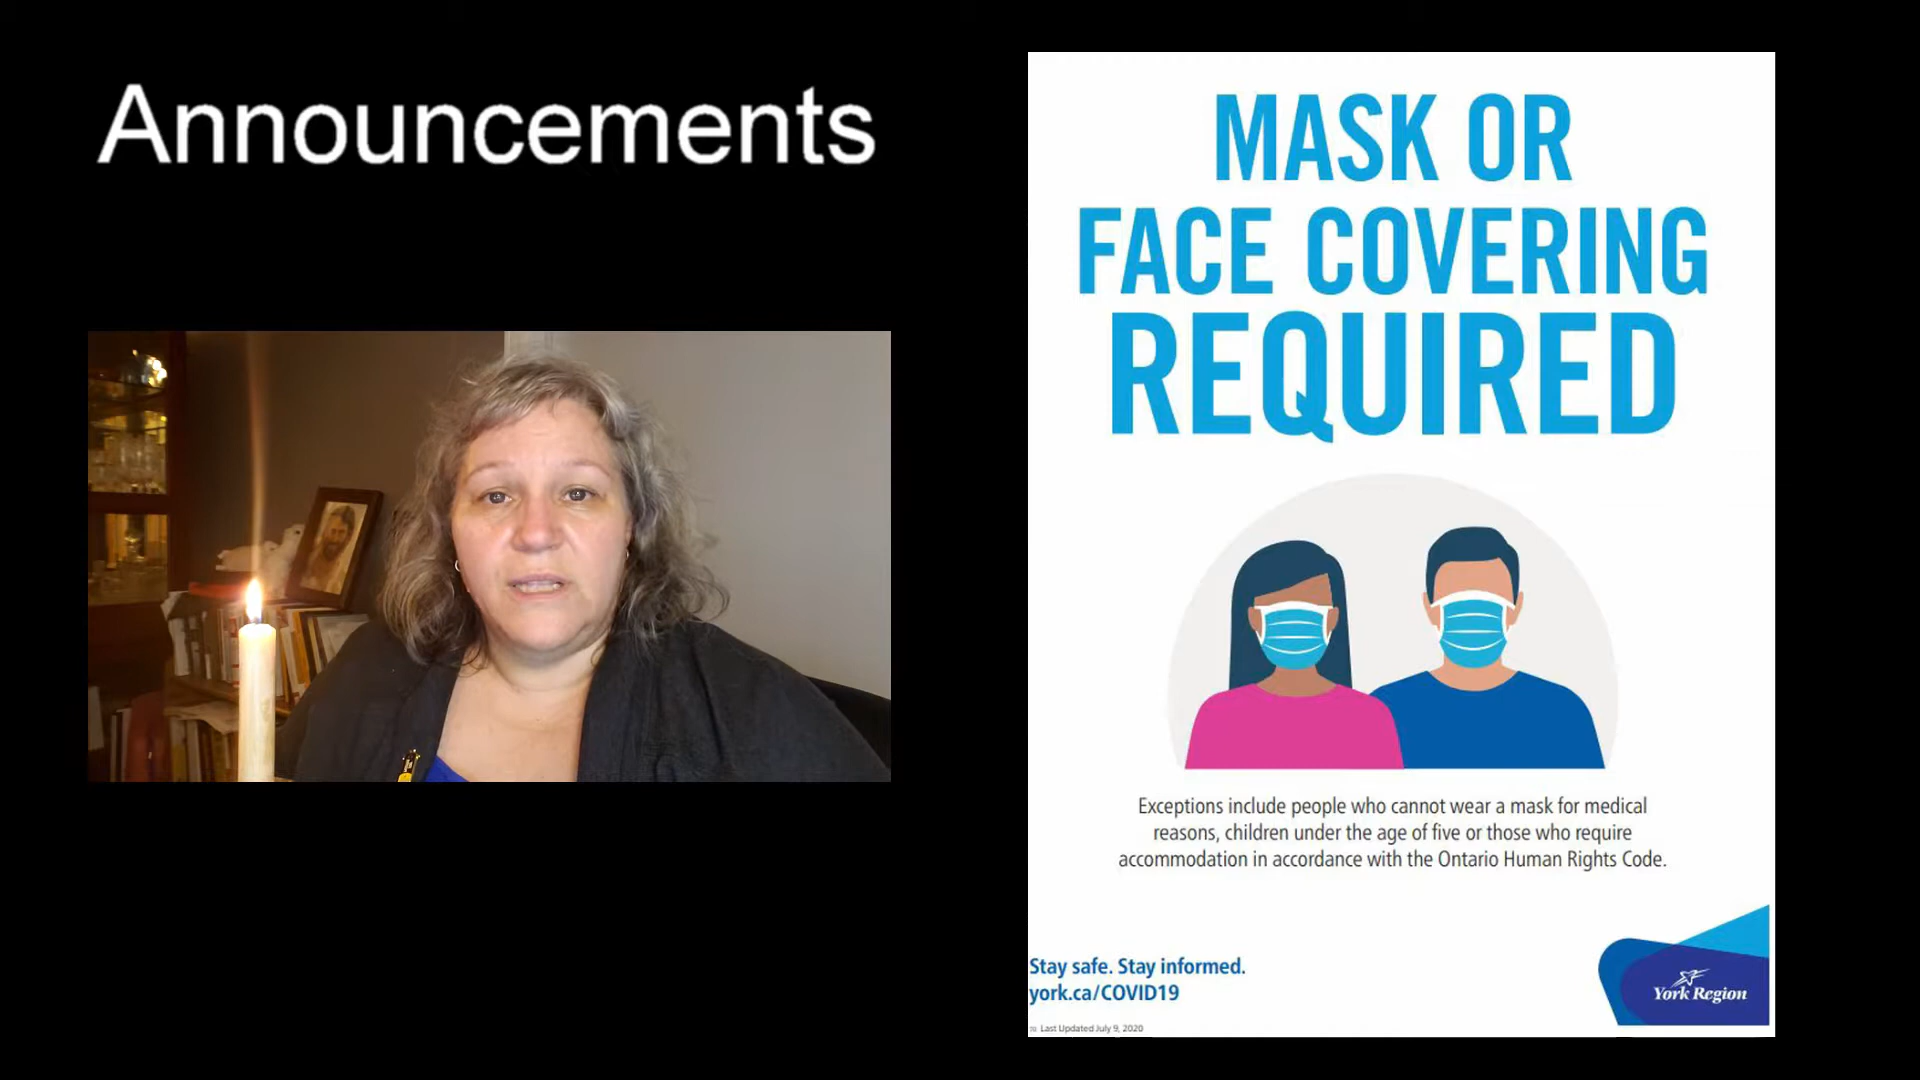 Announcements
MASK OR
FACE COVERING
REQUIRED
Exceptions include people who cannot wear a mask for medical
reasons, children under the age of five or those who require
accommodation in accordance with the Ontario Human Rights Code.
Stay safe. Stay informed.
york.ca/COVID19
Last Updated July 9, 2020
York Region